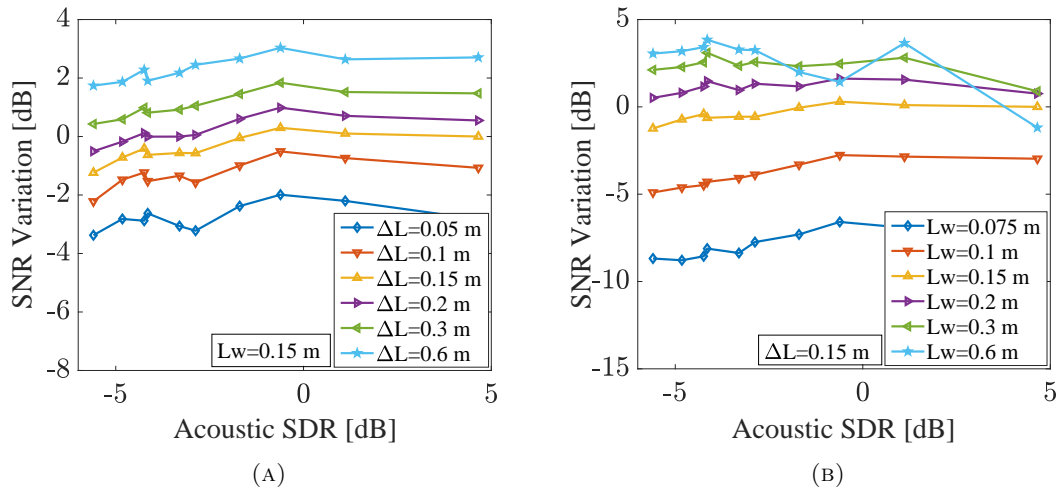 SNR Variation [dB]
4
2
0
-2
-4
-6
-8
-5
0
5
Acoustic SDR [dB]
Lw=0.15 m
ΔL=0.05 m
ΔL=0.1 m
ΔL=0.15 m
ΔL=0.2 m
ΔL=0.3 m
ΔL=0.6 m
(A)
SNR Variation [dB]
5
0
-5
-10
-15
-5
0
5
Acoustic SDR [dB]
ΔL=0.15 m
Lw=0.075 m
Lw=0.1 m
Lw=0.15 m
Lw=0.2 m
Lw=0.3 m
Lw=0.6 m
(B)